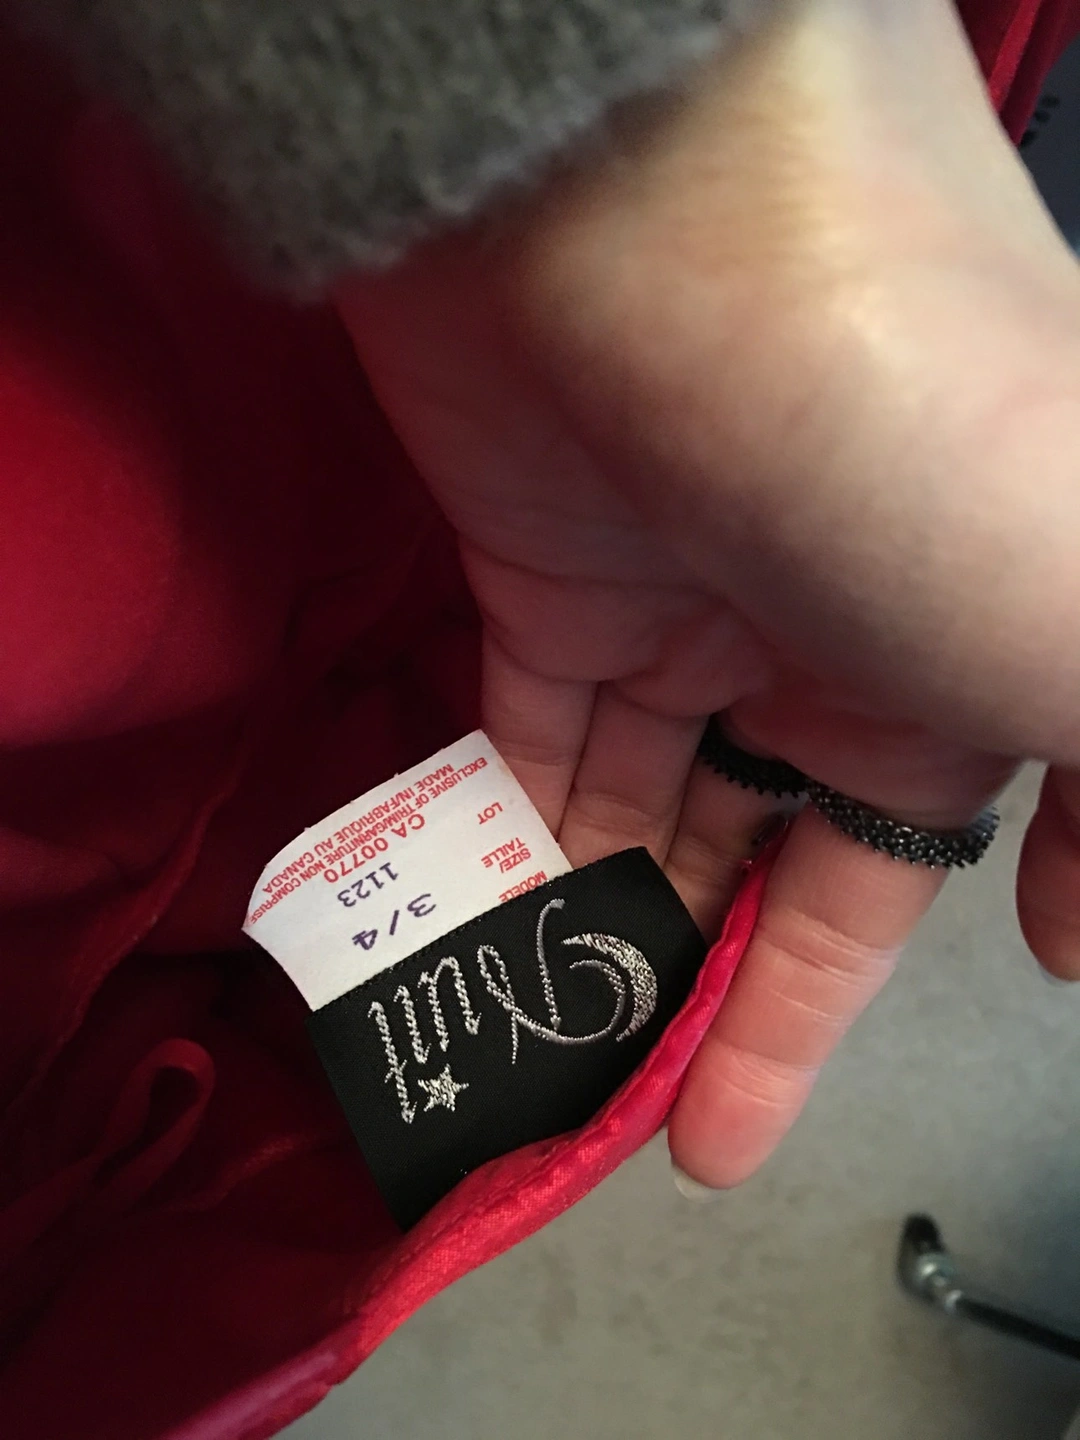 Nuit
MODELE
SIZE/
TAILLE 3/4
LOT 1123
CA 00770
EXCLUSIVE OF TRIM/GARNITURE NON COMPRISE
MADE IN/FABRIQUE AU CANADA